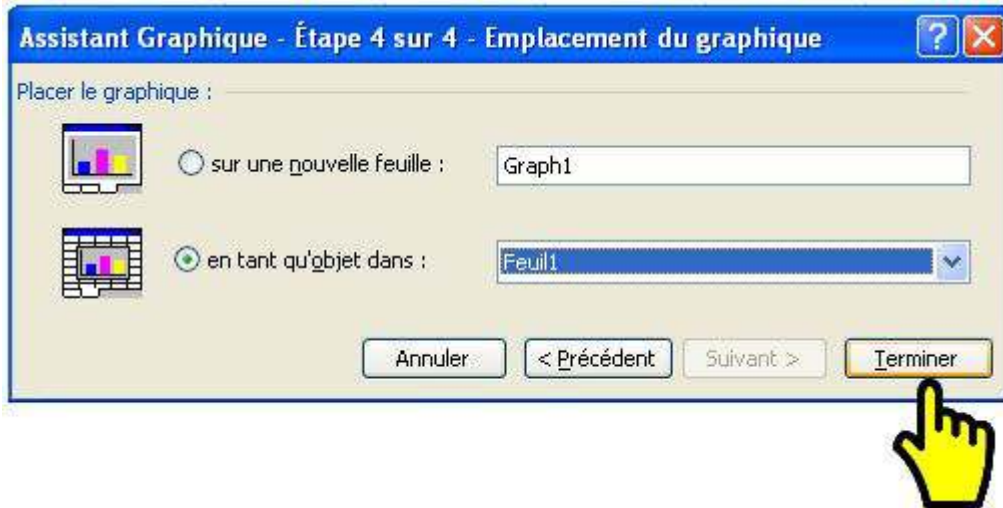 Assistant Graphique - Étape 4 sur 4 - Emplacement du graphique
Placer le graphique :
sur une nouvelle feuille : Graph1
en tant qu'objet dans : Feuil1
Annuler < Précédent Suivant > Terminer